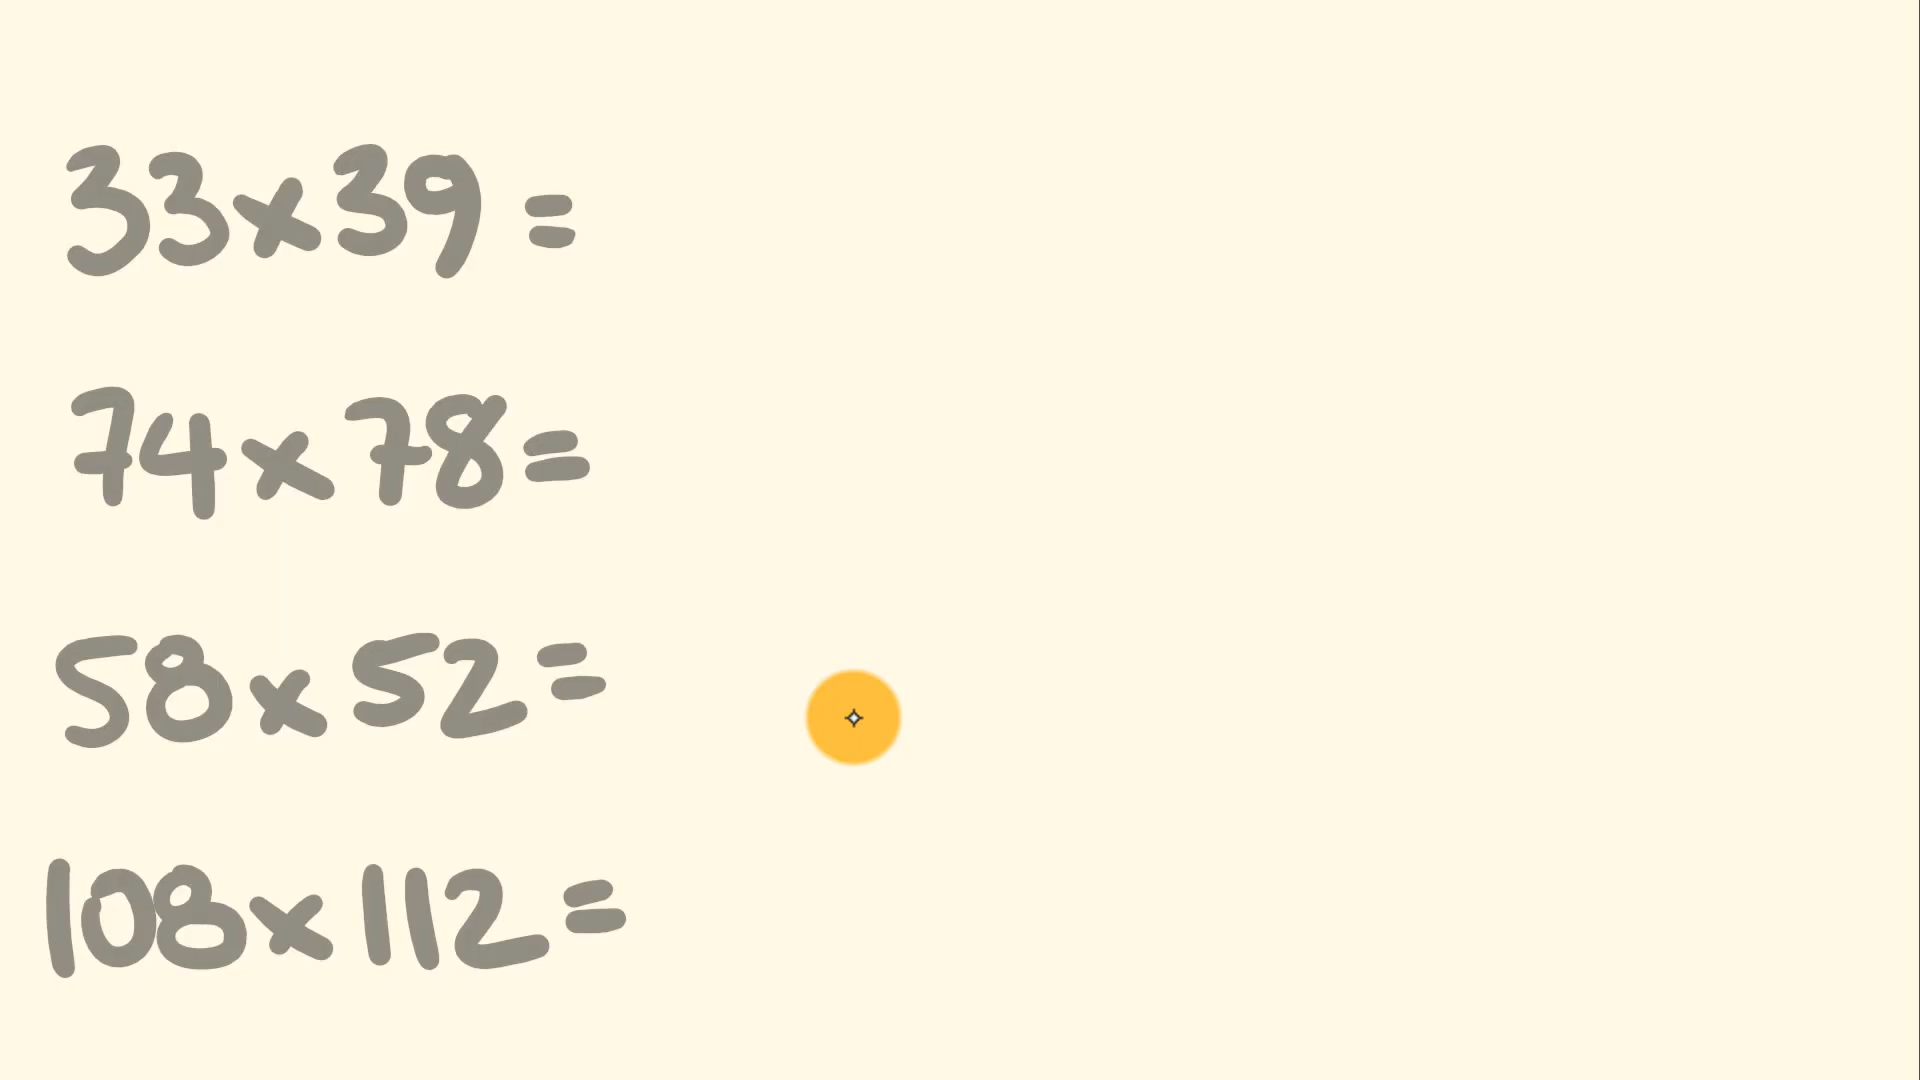 33x39 =
74x78=
58x52=
108x112=